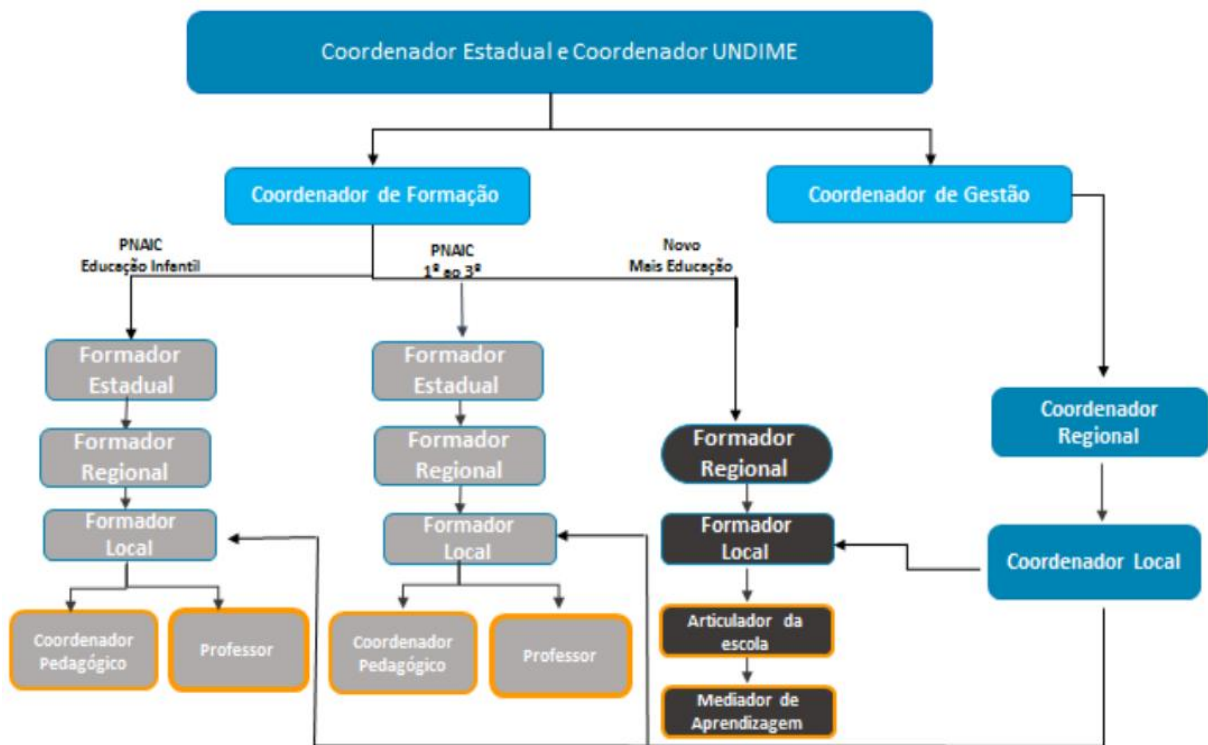 Coordenador Estadual e Coordenador UNDIME
Coordenador de Formação
Coordenador de Gestão
PNAIC
Educação Infantil
PNAIC
1º ao 3º
Novo
Mais Educação
Formador
Estadual
Formador
Estadual
Coordenador
Regional
Formador
Regional
Formador
Regional
Formador
Regional
Formador
Local
Formador
Local
Formador
Local
Coordenador Local
Coordenador
Pedagógico
Professor
Coordenador
Pedagógico
Professor
Articulador da
escola
Mediador de
Aprendizagem